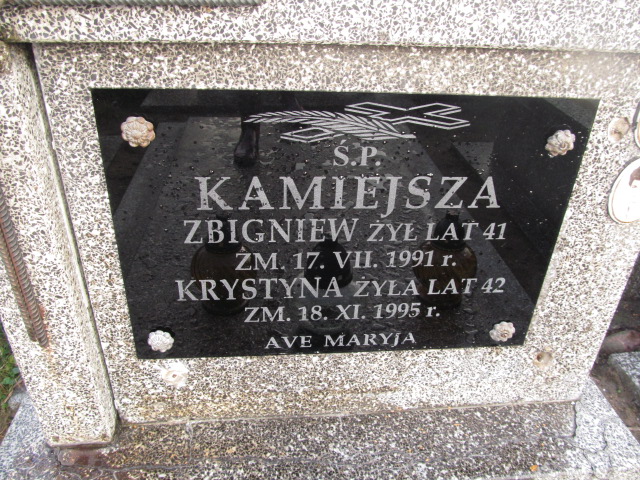 Ś.P.
KAMIEJSZA
ZBIGNIEW ŻYŁ LAT 41
ZM. 17. VII. 1991 r.
KRYSTYNA ŻYŁA LAT 42
ZM. 18. XI. 1995 r.
AVE MARYJA